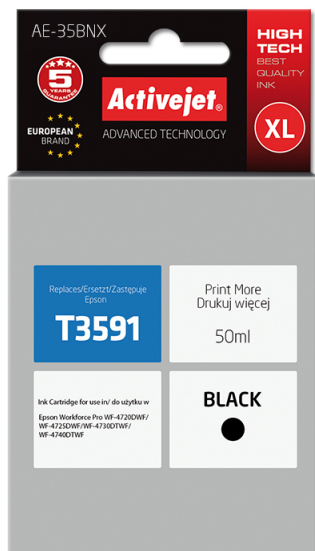 AE-35BNX
5
YEARS
GUARANTEE
EUROPEAN
BRAND
Activejet®
ADVANCED TECHNOLOGY
HIGH
TECH
BEST
QUALITY
INK
XL
Replaces/Ersetzt/Zastępuje
Epson
T3591
Print More
Drukuj więcej
50ml
Ink Cartridge for use in/ do użytku w
Epson Workforce Pro WF-4720DWF/
WF-4725DWF/WF-4730DTWF/
WF-4740DTWF
BLACK